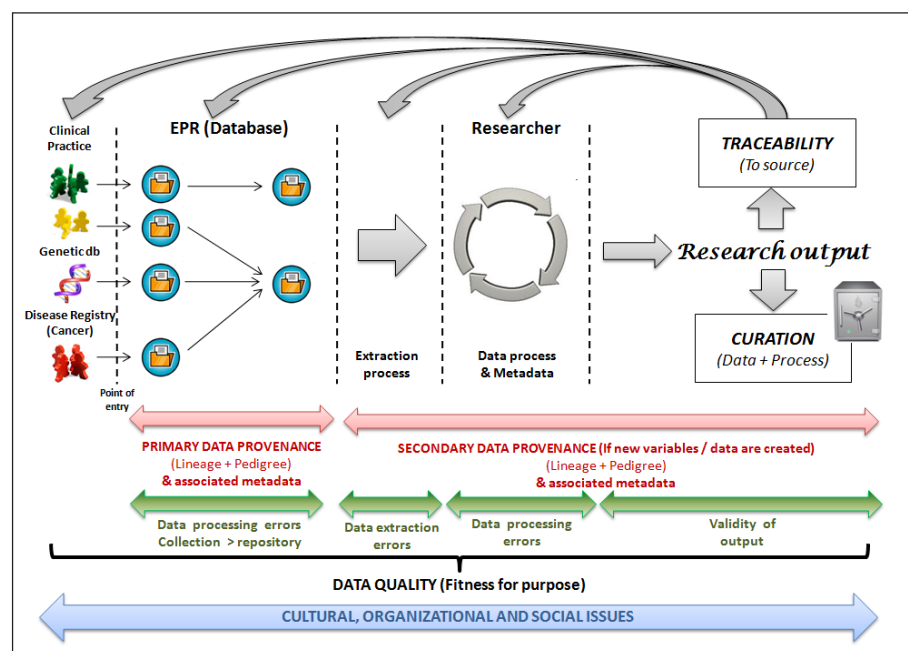 Clinical
Practice
EPR (Database)
Researcher
TRACEABILITY
(To source)
Genetic db
Research output
Disease Registry
(Cancer)
CURATION
(Data + Process)
Extraction
process
Data process
& Metadata
Point of
entry
PRIMARY DATA PROVENANCE
(Lineage + Pedigree)
& associated metadata
SECONDARY DATA PROVENANCE (If new variables / data are created)
(Lineage + Pedigree)
& associated metadata
Data processing errors
Collection > repository
Data extraction
errors
Data processing
errors
Validity of
output
DATA QUALITY (Fitness for purpose)
CULTURAL, ORGANIZATIONAL AND SOCIAL ISSUES